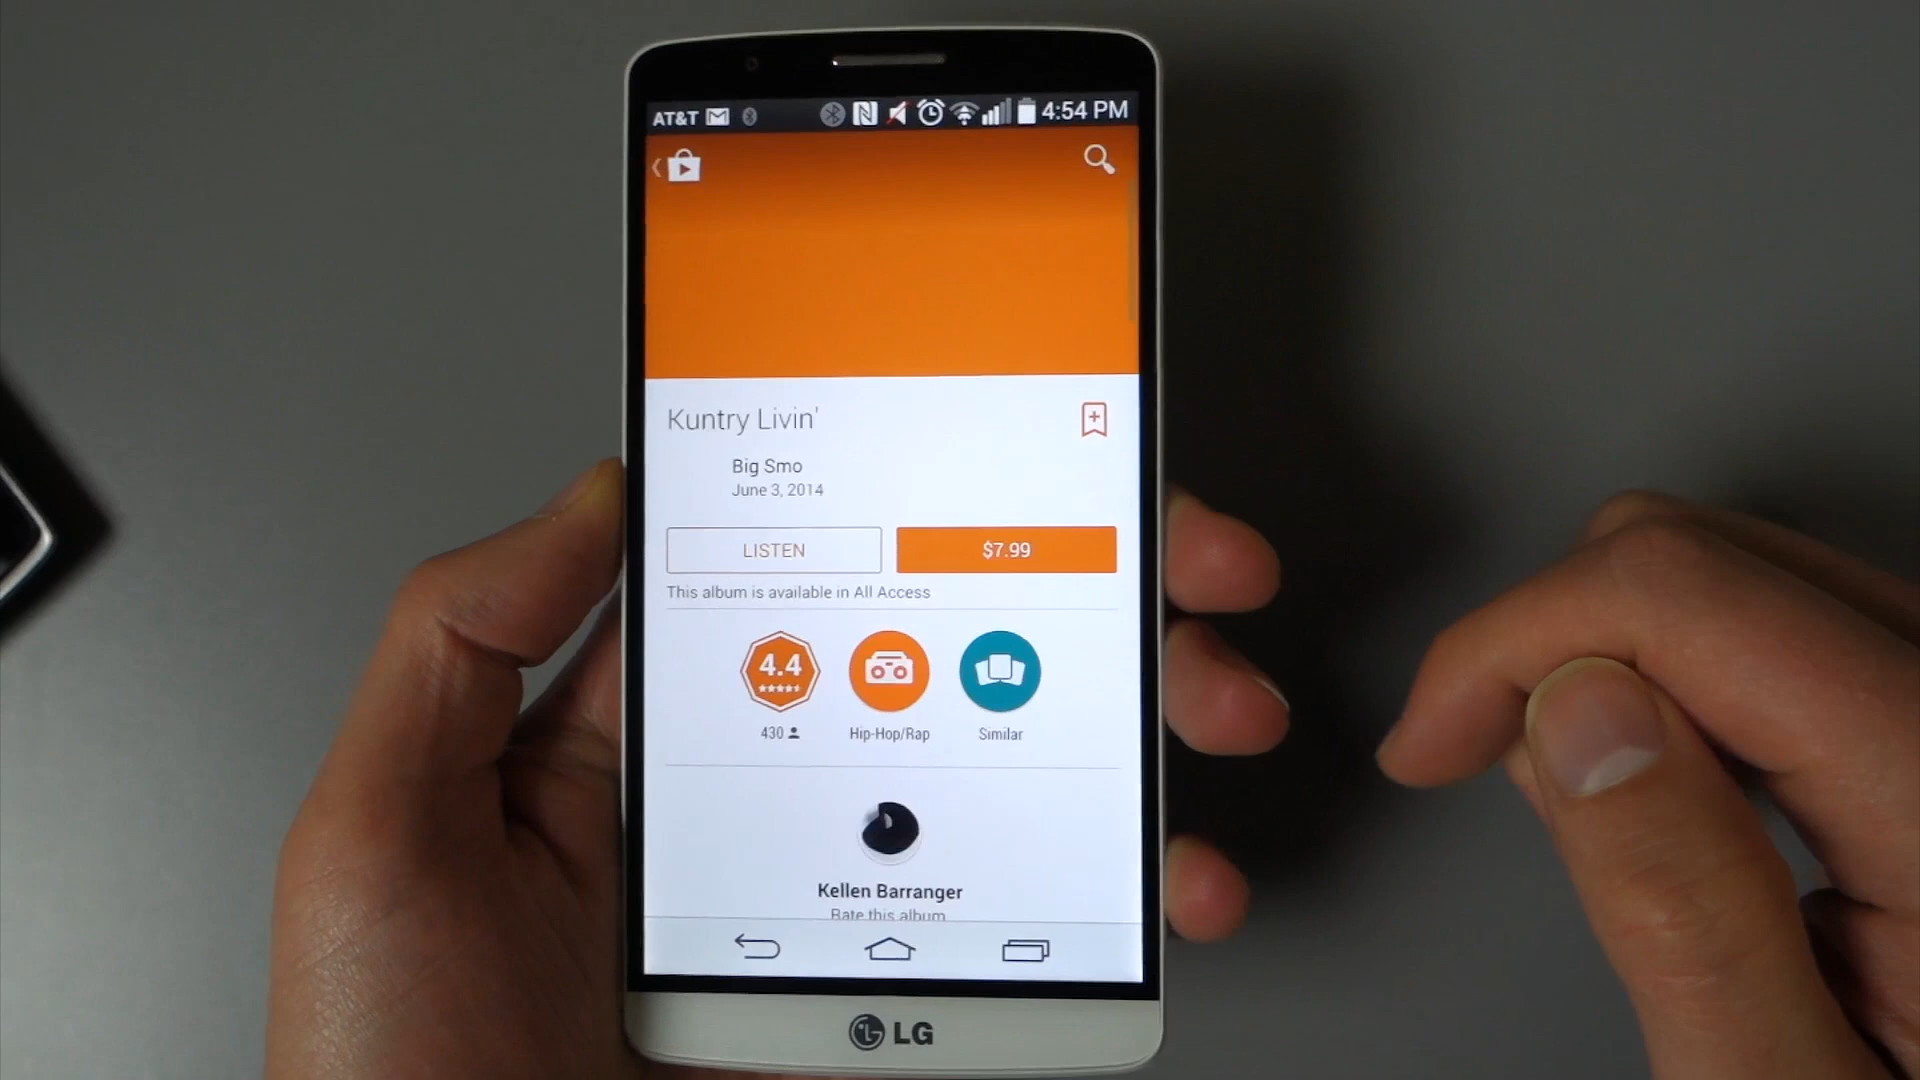 AT&T 4:54 PM
Kuntry Livin'
Big Smo
June 3, 2014
LISTEN $7.99
This album is available in All Access
4.4
430 Hip-Hop/Rap Similar
Kellen Barranger
Rate this album
LG